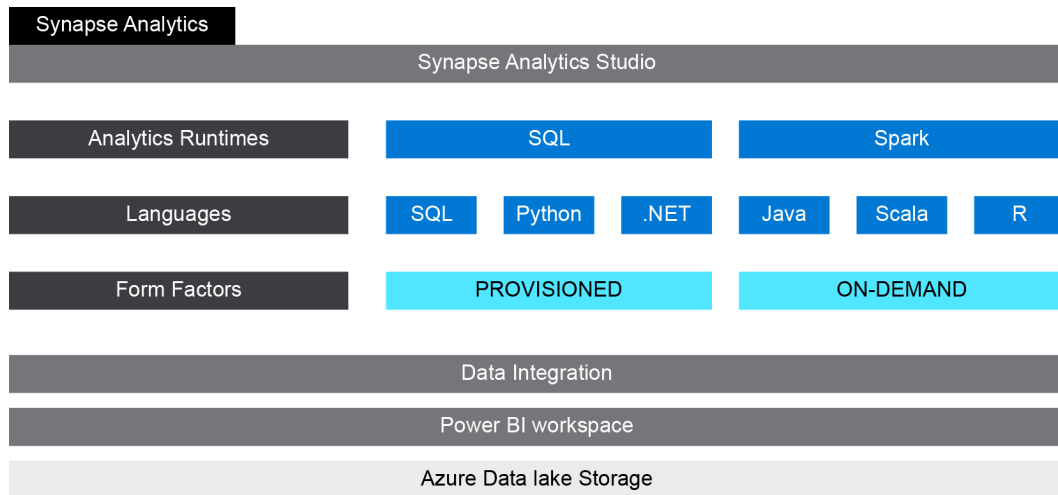 Synapse Analytics
Synapse Analytics Studio
Analytics Runtimes SQL Spark
Languages SQL Python .NET Java Scala R
Form Factors PROVISIONED ON-DEMAND
Data Integration
Power BI workspace
Azure Data lake Storage